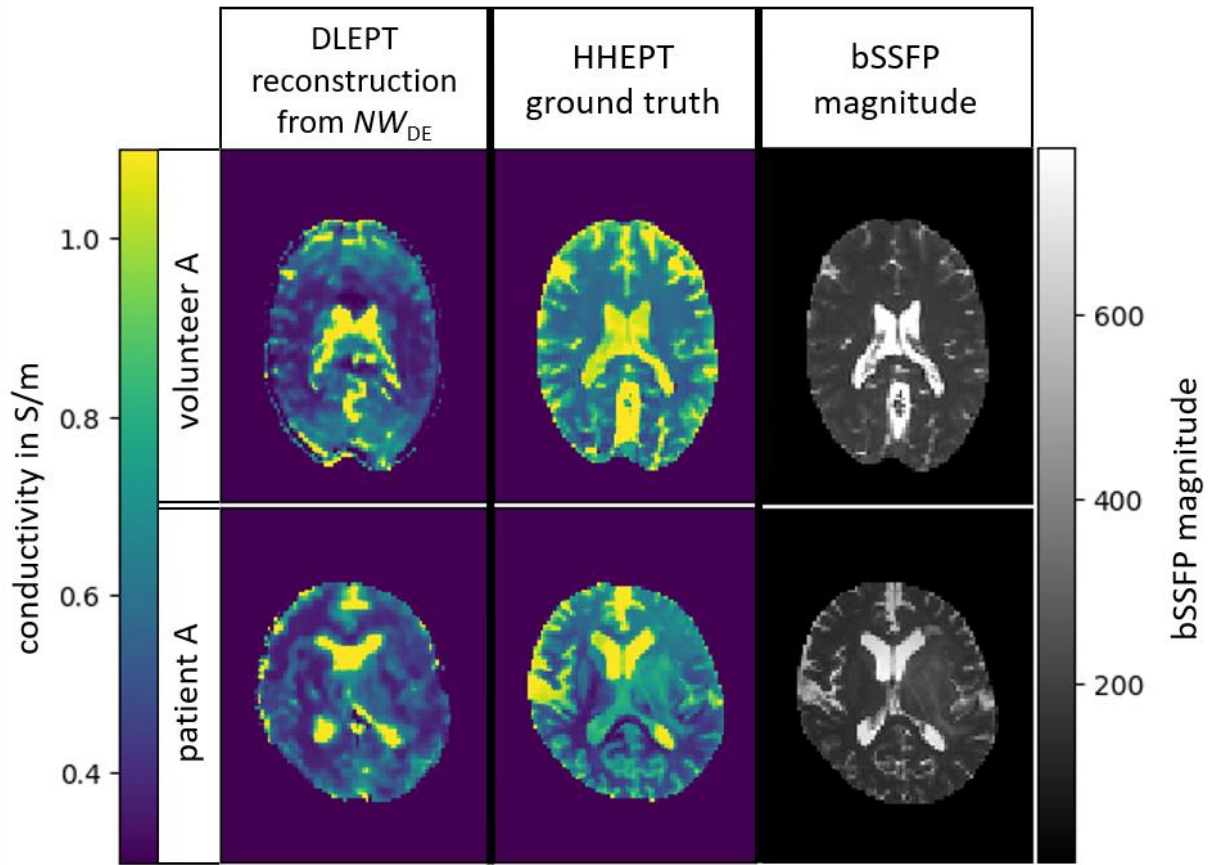 DLEPT
reconstruction
from NW_DE
HHEPT
ground truth
bSSFP
magnitude
conductivity in S/m
1.0
0.8
0.6
0.4
volunteer A
patient A
600
400
200
bSSFP magnitude